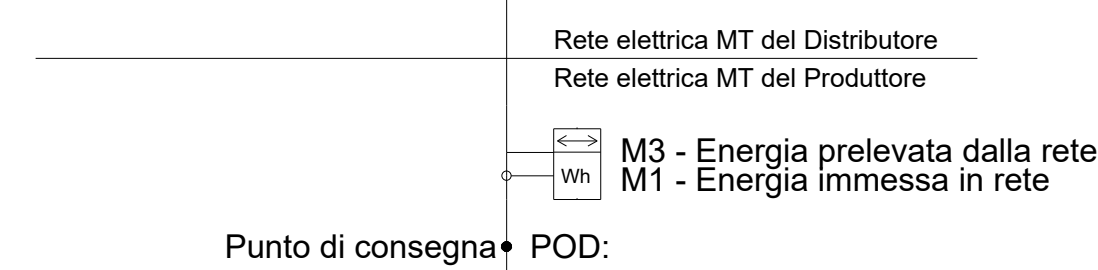 Rete elettrica MT del Distributore
Rete elettrica MT del Produttore
M3 - Energia prelevata dalla rete
Wh M1 - Energia immessa in rete
Punto di consegna POD: